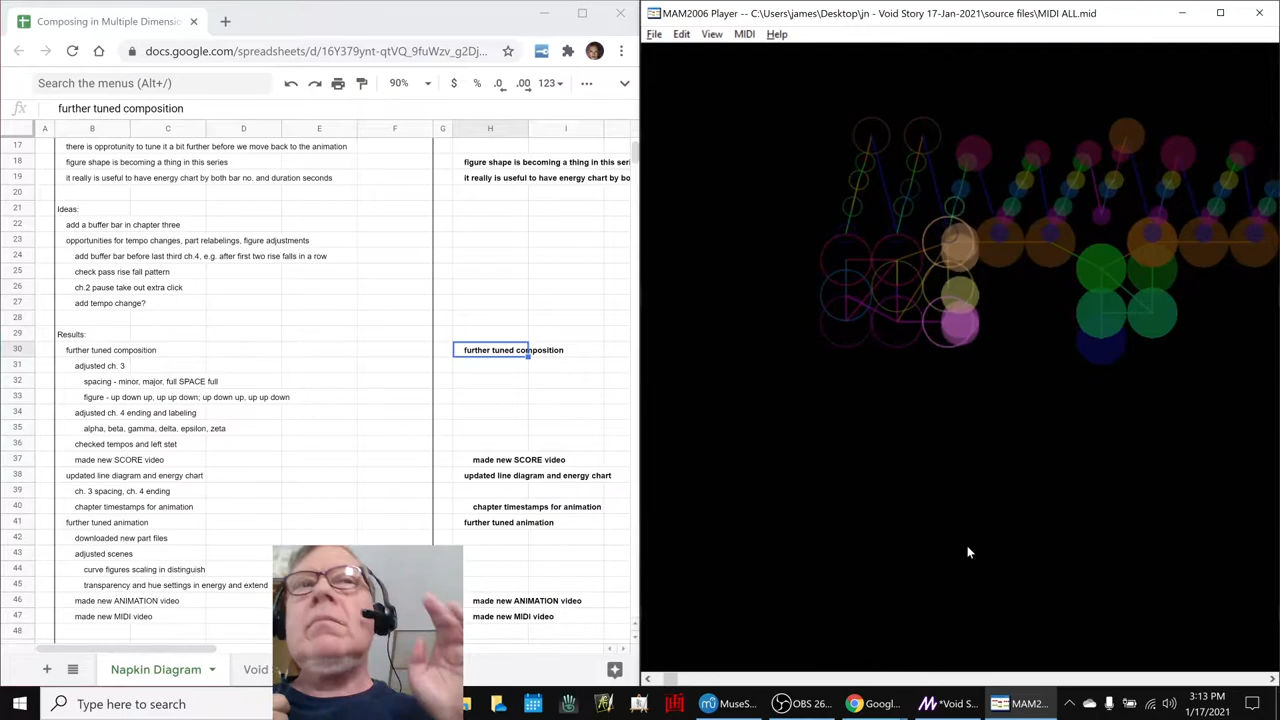 Composing in Multiple Dimensio
docs.google.com/spreadsheets/d/16Y379ynt-qtVQ_9fuWzv_g2Dj...
Search the menus (Alt+/)
90%
$
%
.0
.00
123
fx
further tuned composition
A
B
C
D
E
F
G
H
I
17 there is opprotunity to tune it a bit further before we move back to the animation
18 figure shape is becoming a thing in this series figure shape is becoming a thing in this seri
19 it really is useful to have energy chart by both bar no. and duration seconds it really is useful to have energy chart by bo
20
21 Ideas:
22 add a buffer bar in chapter three
23 opportunities for tempo changes, part relabelings, figure adjustments
24 add buffer bar before last third ch.4, e.g. after first two rise falls in a row
25 check pass rise fall pattern
26 ch.2 pause take out extra click
27 add tempo change?
28
29 Results:
30 further tuned composition further tuned composition
31 adjusted ch. 3
32 spacing - minor, major, full SPACE full
33 figure - up down up, up up down; up down up, up up down
34 adjusted ch. 4 ending and labeling
35 alpha, beta, gamma, delta, epsilon, zeta
36 checked tempos and left stet
37 made new SCORE video made new SCORE video
38 updated line diagram and energy chart updated line diagram and energy chart
39 ch. 3 spacing, ch. 4 ending
40 chapter timestamps for animation chapter timestamps for animation
41 further tuned animation further tuned animation
42 downloaded new part files
43 adjusted scenes
44 curve figures scaling in distinguish
45 transparency and hue settings in energy and extend
46 made new ANIMATION video made new ANIMATION video
47 made new MIDI video made new MIDI video
48
Napkin Diagram
Void
MAM2006 Player -- C:\Users\james\Desktop\jn - Void Story 17-Jan-2021\source files\MIDI ALL.mid
File Edit View MIDI Help
Type here to search
MuseS...
OBS 26...
Googl...
*Void S...
MAM2...
3:13 PM
1/17/2021